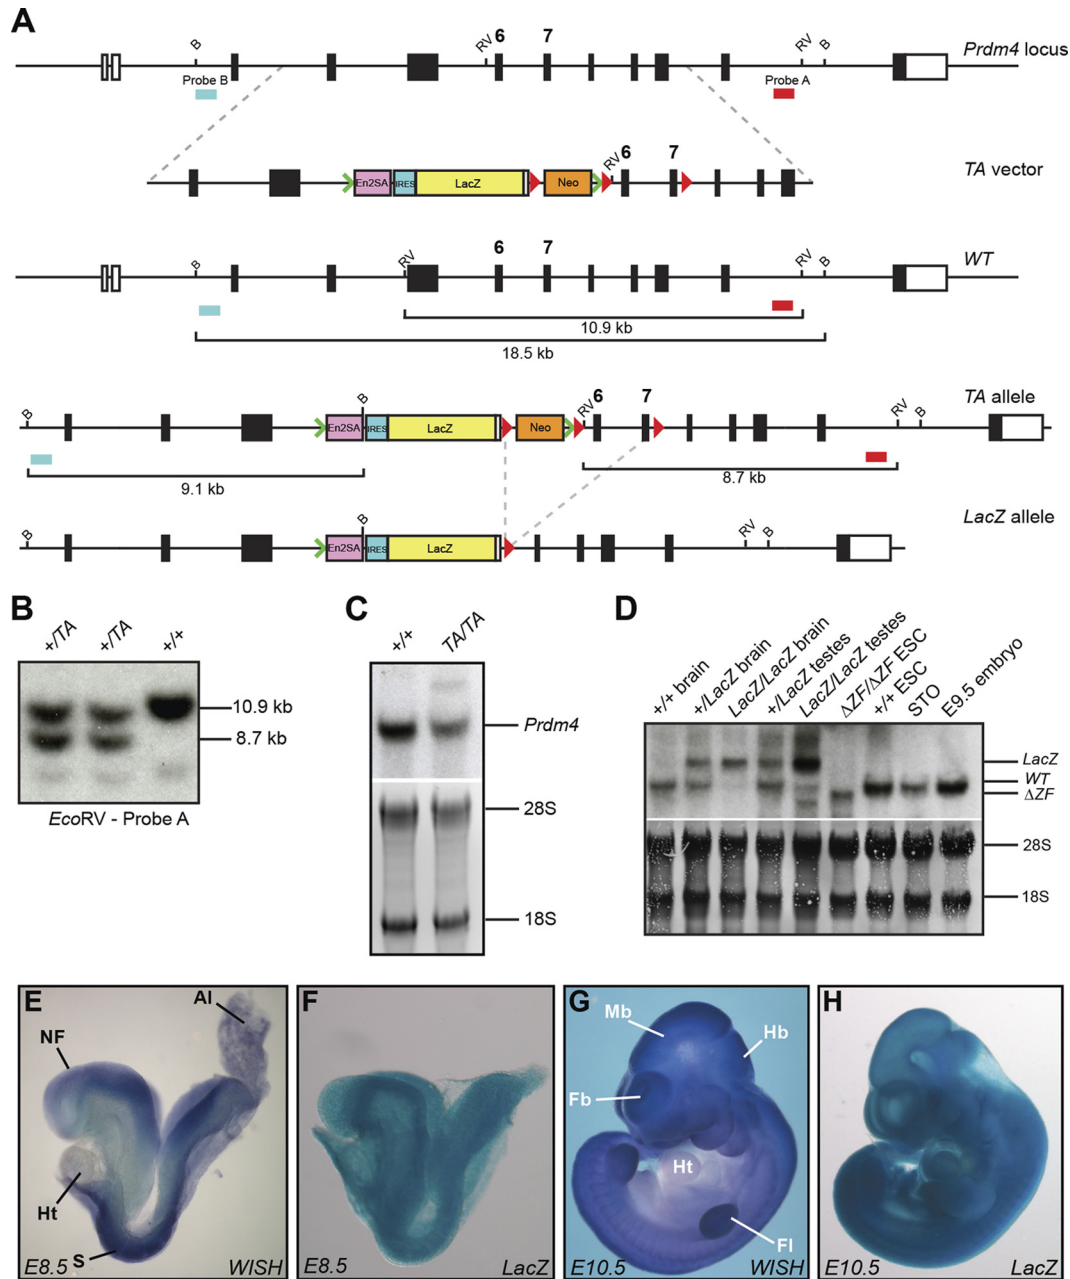 A
B RV 6 7 RV B Prdm4 locus
Probe B Probe A
RV 6 7 TA vector
En2SA IRES LacZ Neo
B RV 6 7 RV B WT
10.9 kb
18.5 kb
B B RV 6 7 RV B TA allele
En2SA IRES LacZ Neo
9.1 kb 8.7 kb
B B RV B LacZ allele
En2SA IRES LacZ
B
+/TA +/TA +/+
10.9 kb
8.7 kb
EcoRV - Probe A
C
+/+ TA/TA
Prdm4
28S
18S
D
+/+ brain
+/LacZ brain
LacZ/LacZ brain
+/LacZ testes
LacZ/LacZ testes
ΔZF/ΔZF ESC
+/+ ESC
STO
E9.5 embryo
LacZ
WT
ΔZF
28S
18S
E
Al
NF
Ht
S
E8.5 WISH
F
E8.5 LacZ
G
Mb
Hb
Fb
Ht
Fl
E10.5 WISH
H
E10.5 LacZ